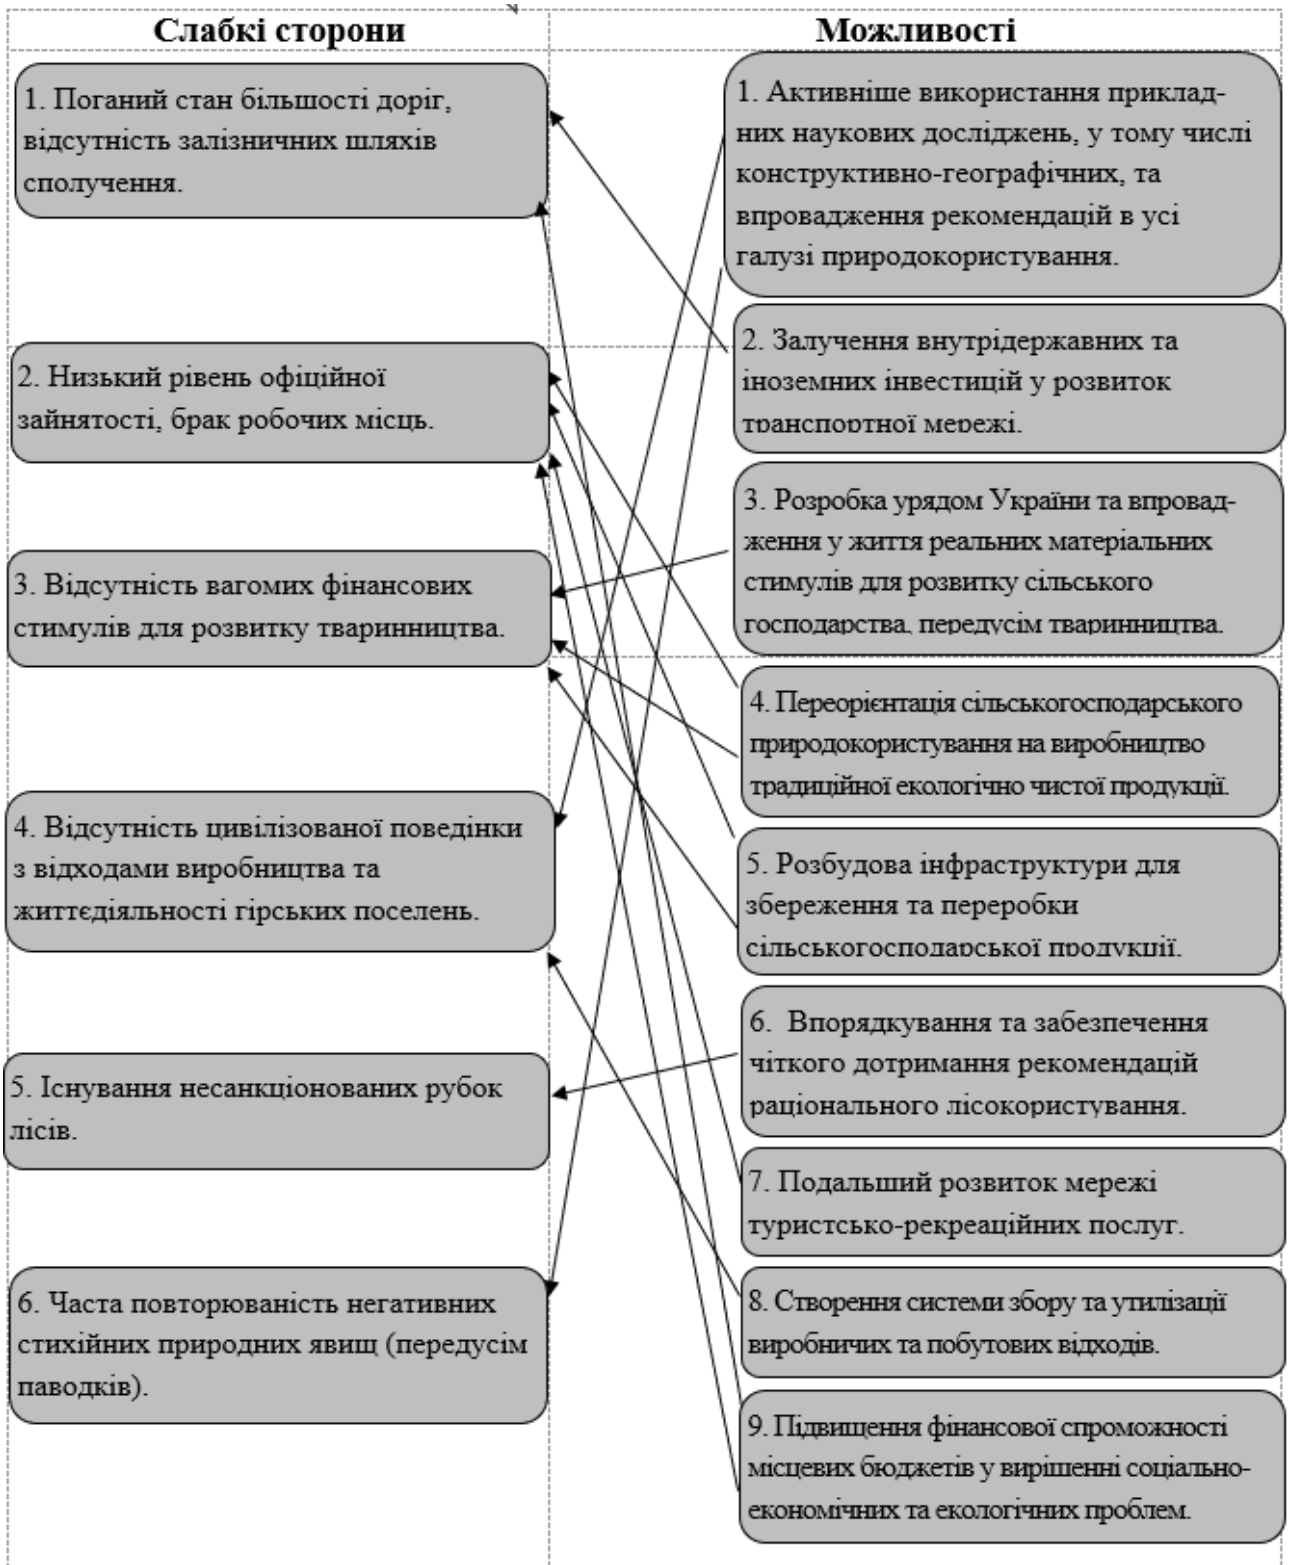 Слабкі сторони
1. Поганий стан більшості доріг,
відсутність залізничних шляхів
сполучення.
2. Низький рівень офіційної
зайнятості, брак робочих місць.
3. Відсутність вагомих фінансових
стимулів для розвитку тваринництва.
4. Відсутність цивілізованої поведінки
з відходами виробництва та
життєдіяльності гірських поселень.
5. Існування несанкціонованих рубок
лісів.
6. Часта повторюваність негативних
стихійних природних явищ (передусім
паводків).
Можливості
1. Активніше використання приклад-
них наукових досліджень, у тому числі
конструктивно-географічних, та
впровадження рекомендацій в усі
галузі природокористування.
2. Залучення внутрідержавних та
іноземних інвестицій у розвиток
транспортної мережі.
3. Розробка урядом України та впровад-
ження у життя реальних матеріальних
стимулів для розвитку сільського
господарства, передусім тваринництва.
4. Переорієнтація сільськогосподарського
природокористування на виробництво
традиційної екологічно чистої продукції.
5. Розбудова інфраструктури для
збереження та переробки
сільськогосподарської продукції.
6. Впорядкування та забезпечення
чіткого дотримання рекомендацій
раціонального лісокористування.
7. Подальший розвиток мережі
туристсько-рекреаційних послуг.
8. Створення системи збору та утилізації
виробничих та побутових відходів.
9. Підвищення фінансової спроможності
місцевих бюджетів у вирішенні соціально-
економічних та екологічних проблем.